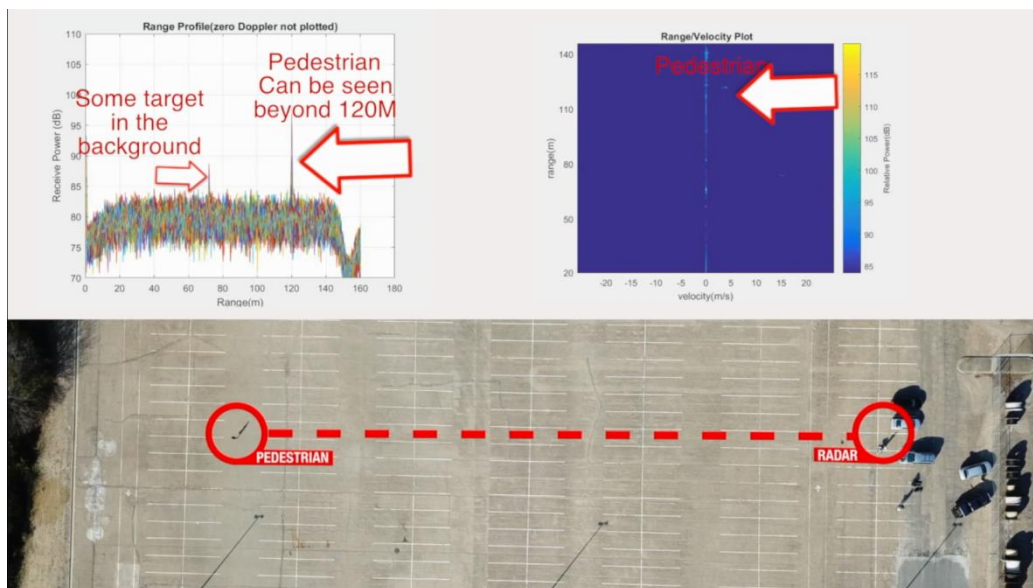 Range Profile(zero Doppler not plotted)
110
105
100
95
90
85
80
75
70
Receive Power (dB)
0
20
40
60
80
100
120
140
160
180
Range(m)
Some target
in the
background
Pedestrian
Can be seen
beyond 120M
Range/Velocity Plot
140
110
80
50
20
range(m)
-20
-15
-10
-5
0
5
10
15
20
velocity(m/s)
Pedestrian
115
110
105
100
95
90
85
Relative Power(dB)
PEDESTRIAN
RADAR